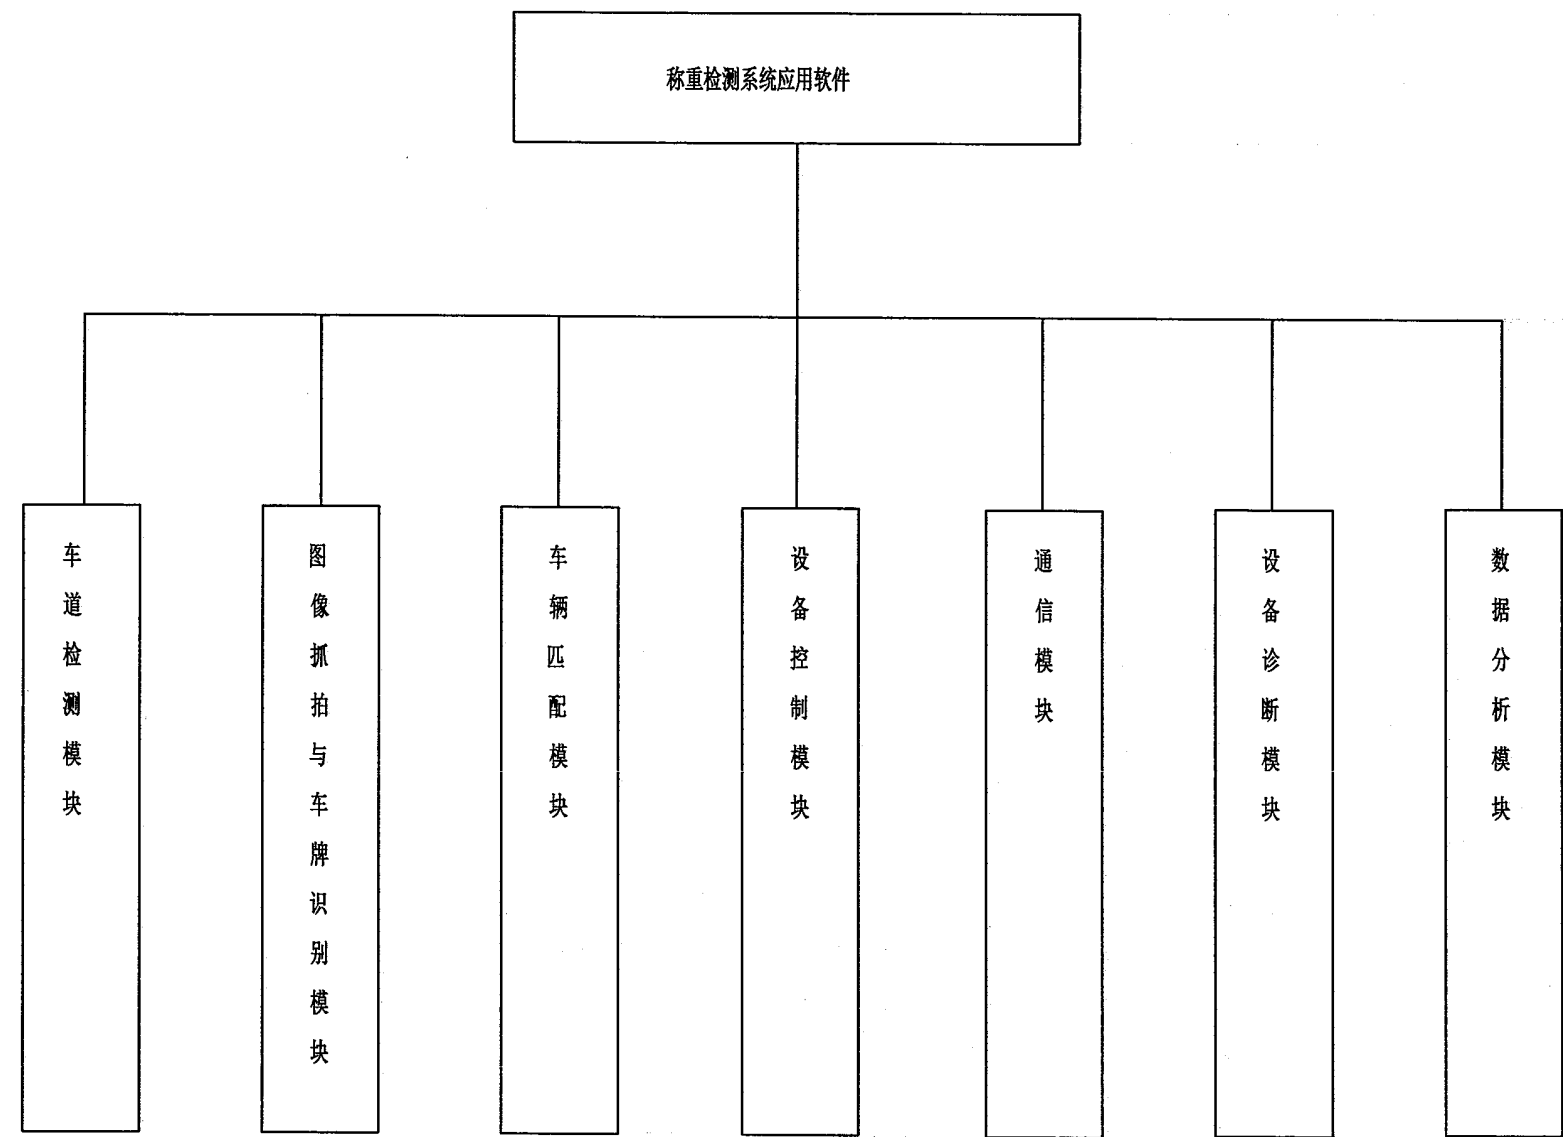 称重检测系统应用软件
车道检测模块
图像抓拍与车牌识别模块
车辆匹配模块
设备控制模块
通信模块
设备诊断模块
数据分析模块